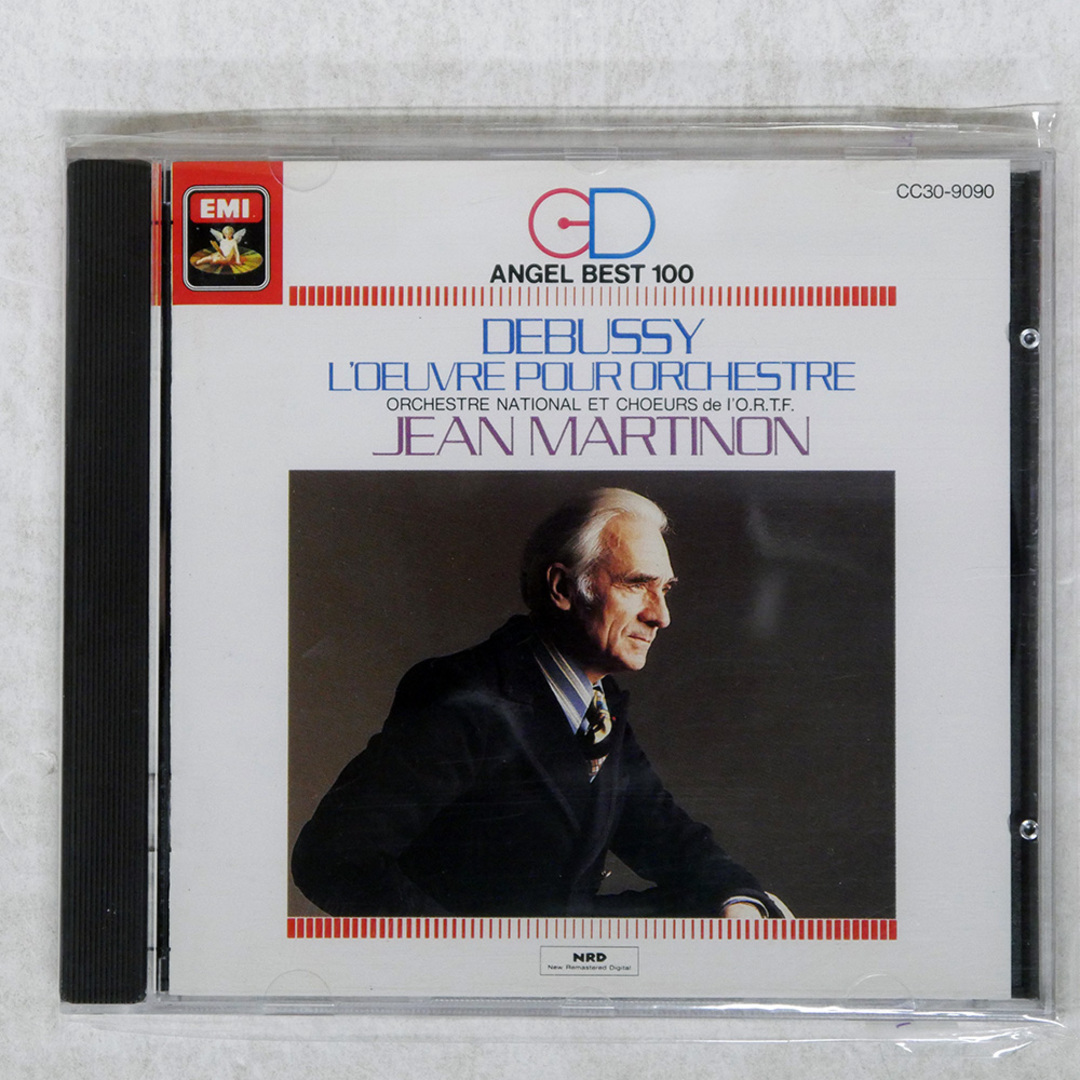 EMI
CD
CC30-9090
ANGEL BEST 100
DEBUSSY
L'OEUVRE POUR ORCHESTRE
ORCHESTRE NATIONAL ET CHOEURS de l'O.R.T.F.
JEAN MARTINON
NRD
New Remastered Digital